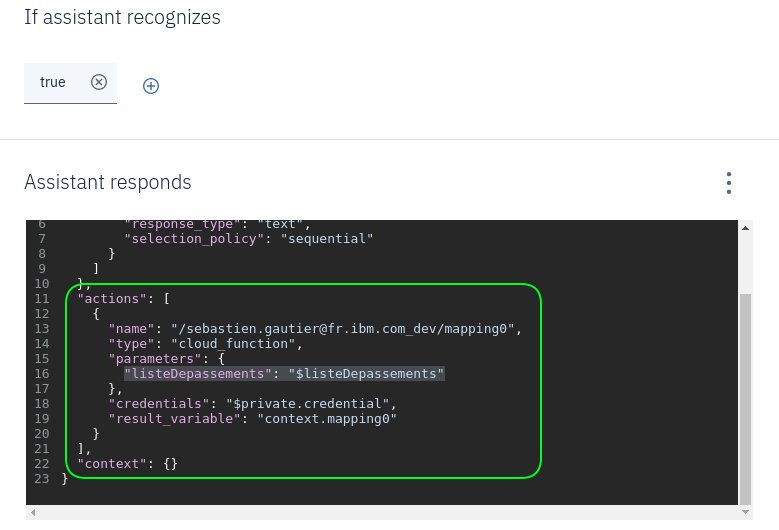 If assistant recognizes
true
Assistant responds
6 "response_type": "text",
7 "selection_policy": "sequential"
8 }
9 ]
10 },
11 "actions": [
12 {
13 "name": "/sebastien.gautier@fr.ibm.com_dev/mapping0",
14 "type": "cloud_function",
15 "parameters": {
16 "listeDepassements": "$listeDepassements"
17 },
18 "credentials": "$private.credential",
19 "result_variable": "context.mapping0"
20 }
21 ],
22 "context": {}
23 }